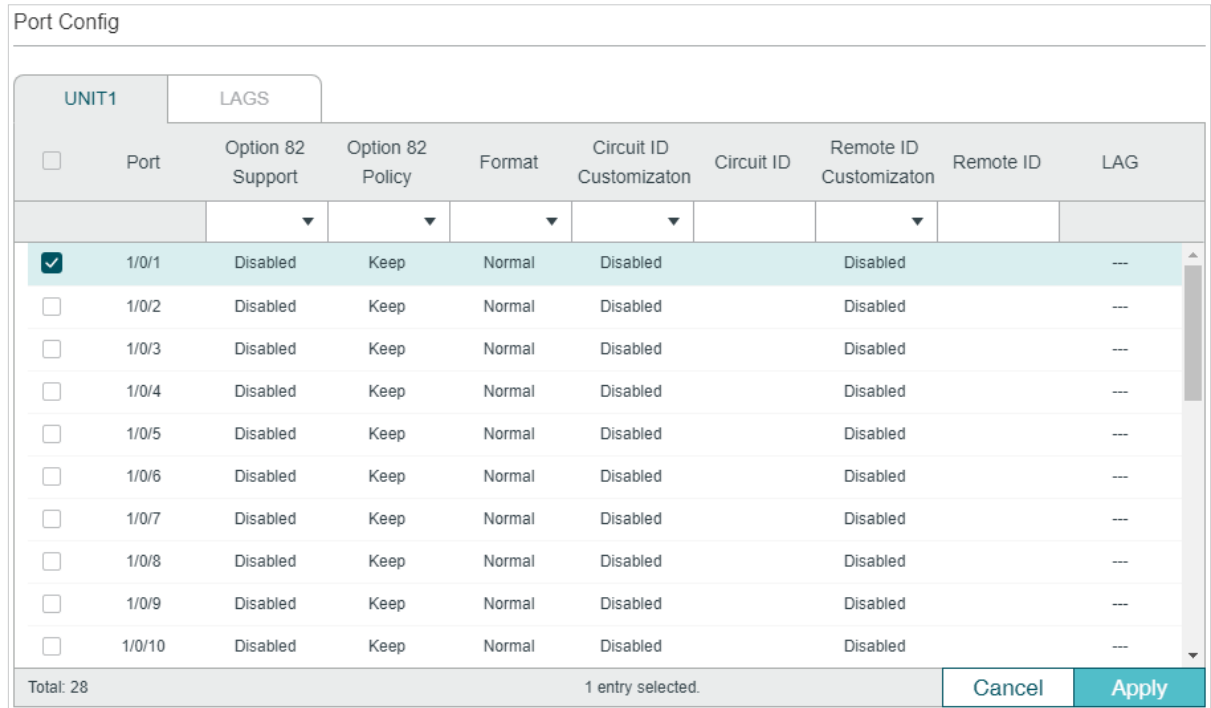 Port Config
UNIT1 LAGS
Port Option 82 Support Option 82 Policy Format Circuit ID Customizaton Circuit ID Remote ID Customizaton Remote ID LAG
1/0/1 Disabled Keep Normal Disabled Disabled ---
1/0/2 Disabled Keep Normal Disabled Disabled ---
1/0/3 Disabled Keep Normal Disabled Disabled ---
1/0/4 Disabled Keep Normal Disabled Disabled ---
1/0/5 Disabled Keep Normal Disabled Disabled ---
1/0/6 Disabled Keep Normal Disabled Disabled ---
1/0/7 Disabled Keep Normal Disabled Disabled ---
1/0/8 Disabled Keep Normal Disabled Disabled ---
1/0/9 Disabled Keep Normal Disabled Disabled ---
1/0/10 Disabled Keep Normal Disabled Disabled ---
Total: 28 1 entry selected. Cancel Apply